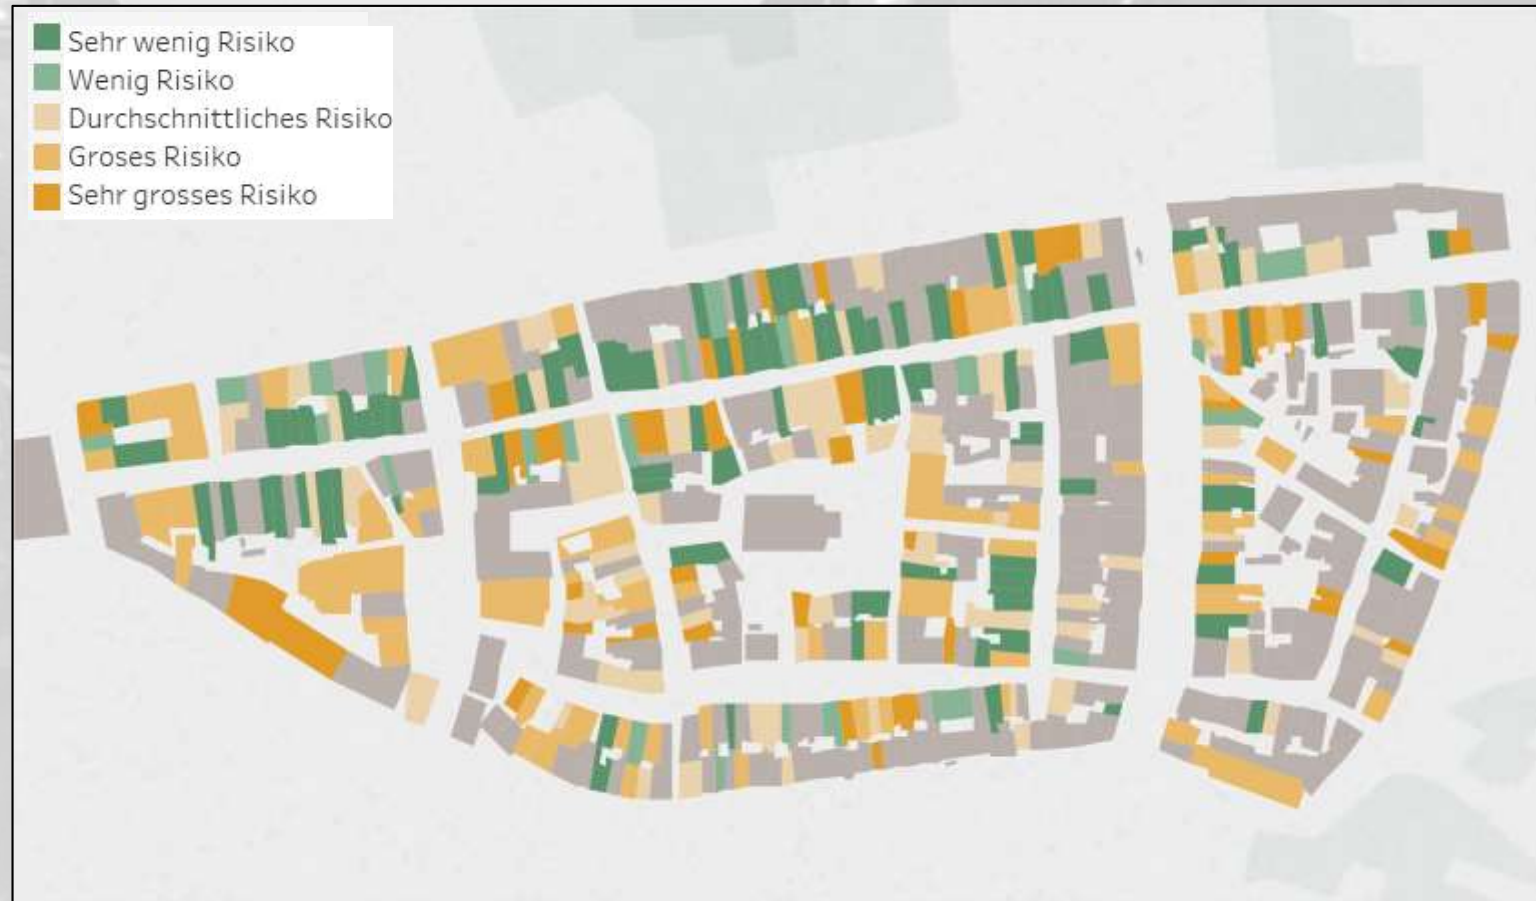 Sehr wenig Risiko
Wenig Risiko
Durchschnittliches Risiko
Groses Risiko
Sehr grosses Risiko